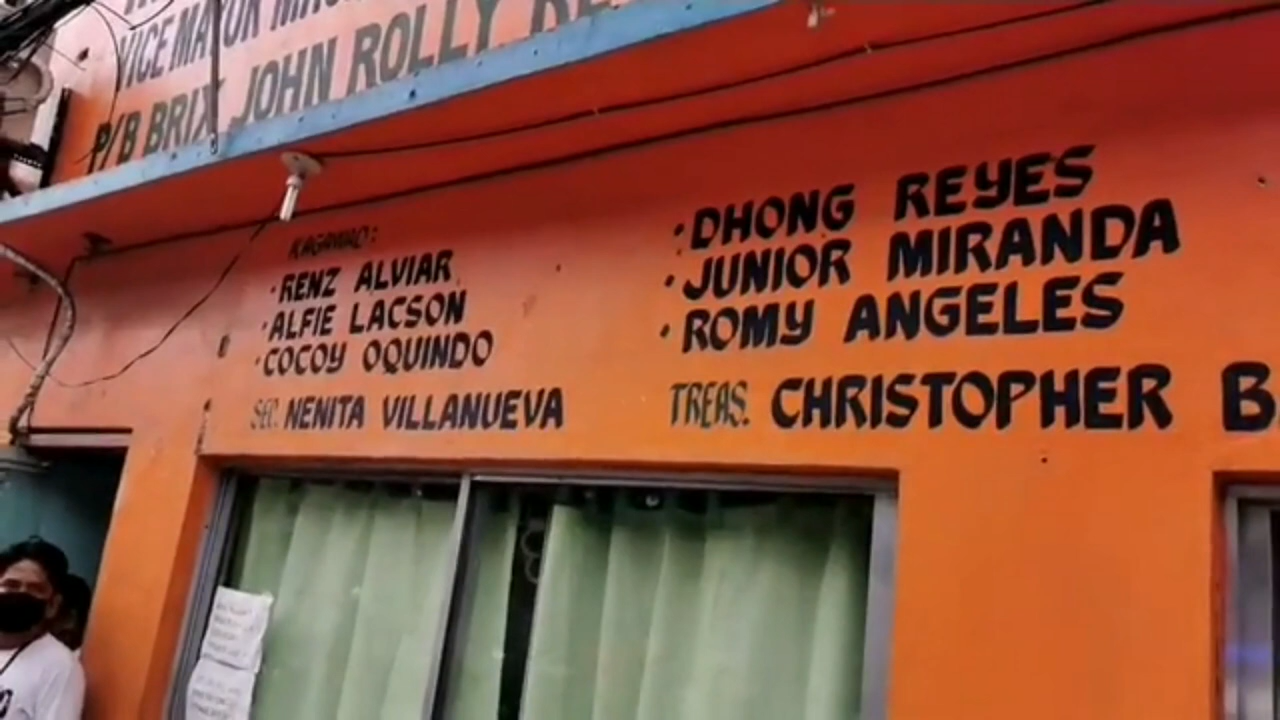 VICE MAYOR
P/B BRIX JOHN ROLLY
KAGAWAD:
• RENZ ALVIAR
• ALFIE LACSON
• COCOY OQUINDO
• DHONG REYES
• JUNIOR MIRANDA
• ROMY ANGELES
SEC. NENITA VILLANUEVA
TREAS. CHRISTOPHER B